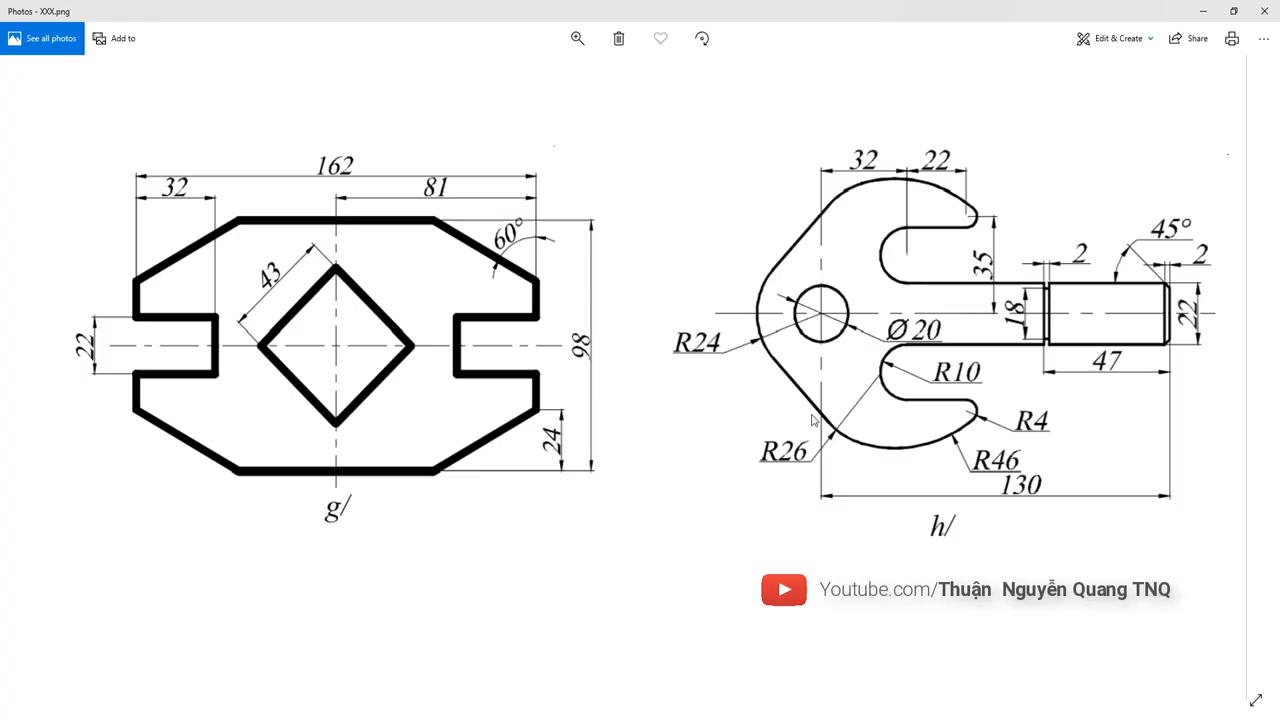 Photos - XXX.png
See all photos
Add to
Edit & Create
Share
162
32
81
60°
43
22
98
24
g/
32 22
45°
2
2
35
18
22
Ø 20
R24
47
R10
R4
R26
R46
130
h/
Youtube.com/Thuận Nguyễn Quang TNQ